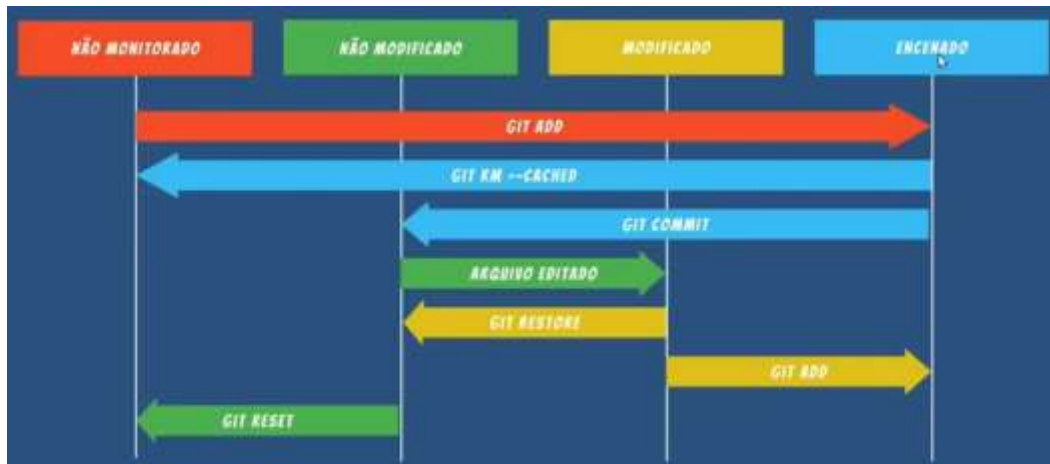 NÃO MONITORADO
NÃO MODIFICADO
MODIFICADO
ENCENADO
GIT ADD
GIT RM --CACHED
GIT COMMIT
ARQUIVO EDITADO
GIT RESTORE
GIT ADD
GIT RESET